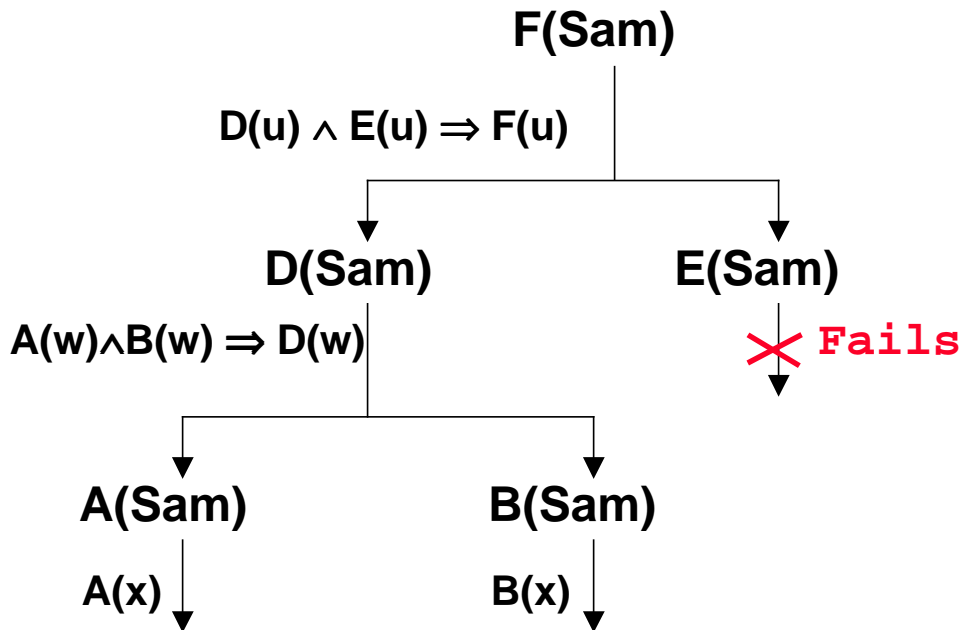 F(Sam)
D(u) ∧ E(u) ⇒ F(u)
D(Sam)
E(Sam)
A(w)∧B(w) ⇒ D(w)
Fails
A(Sam)
B(Sam)
A(x)
B(x)